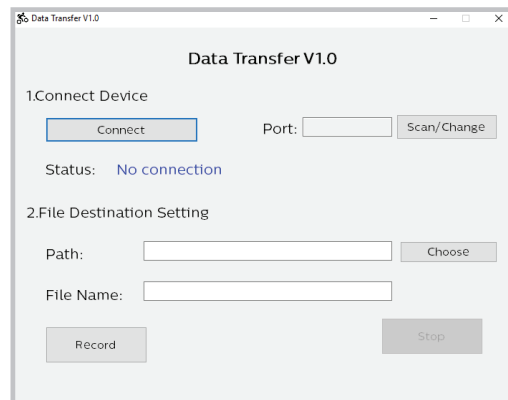 Data Transfer V1.0
Data Transfer V1.0
1.Connect Device
Connect Port: Scan/Change
Status: No connection
2.File Destination Setting
Path: Choose
File Name:
Record Stop